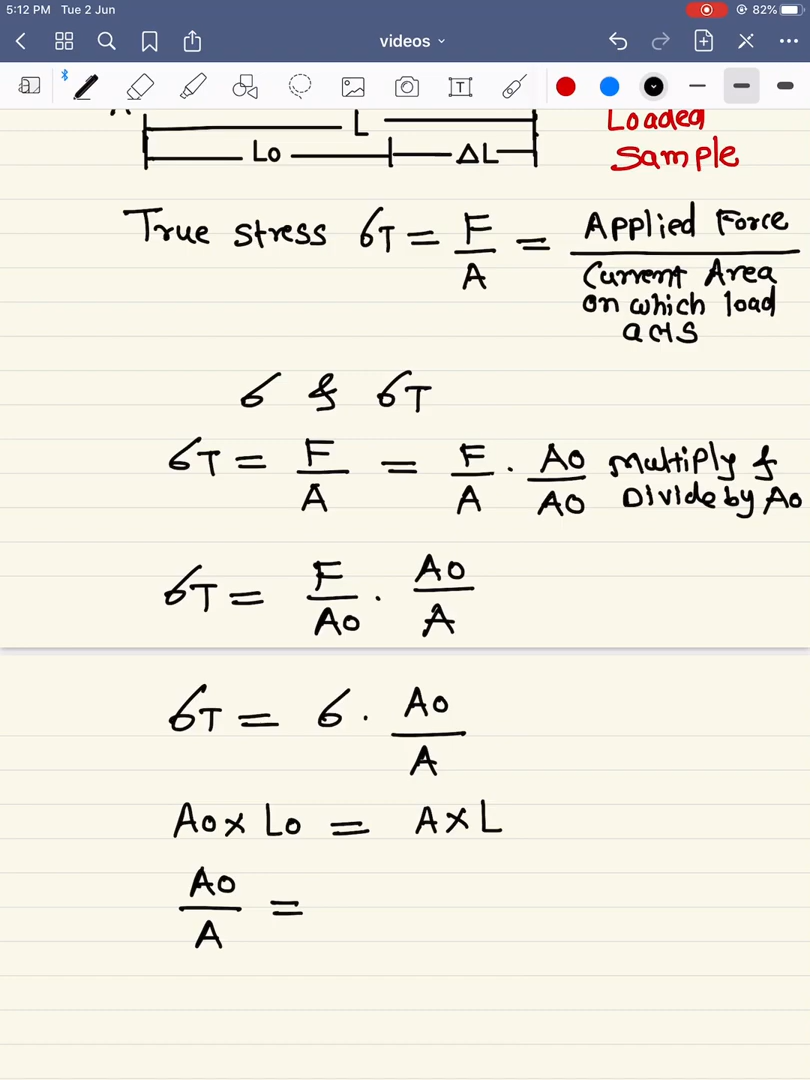 5:12 PM Tue 2 Jun 82%
videos
T
L
Loaded
Lo ΔL Sample
True stress σT = F/A = Applied Force / Current Area
on which load
acts
σ & σT
σT = F/A = F/A . Ao/Ao Multiply &
Divide by Ao
σT = F/Ao . Ao/A
σT = σ . Ao/A
Ao x Lo = A x L
Ao/A =